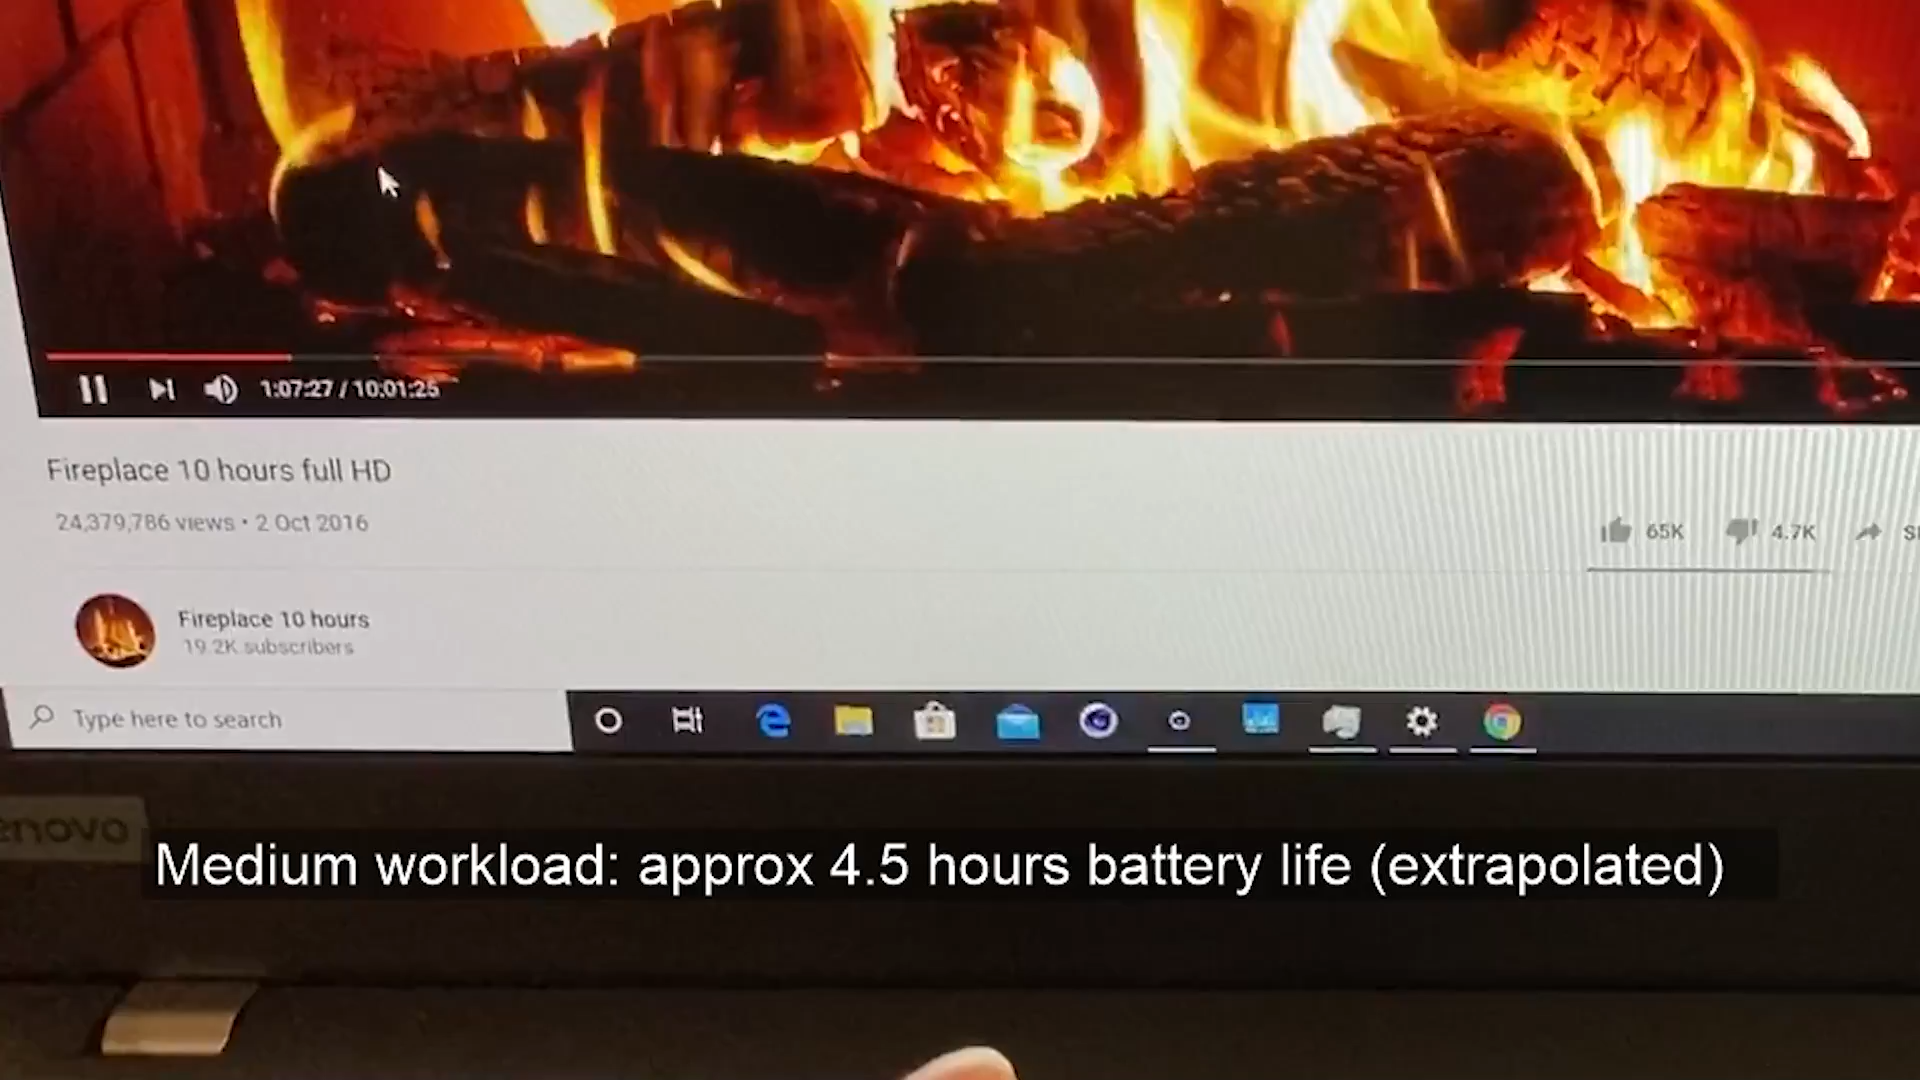 1:07:27 / 10:01:25
Fireplace 10 hours full HD
24,379,786 views • 2 Oct 2016
65K
4.7K
Fireplace 10 hours
19.2K subscribers
Type here to search
enovo
Medium workload: approx 4.5 hours battery life (extrapolated)